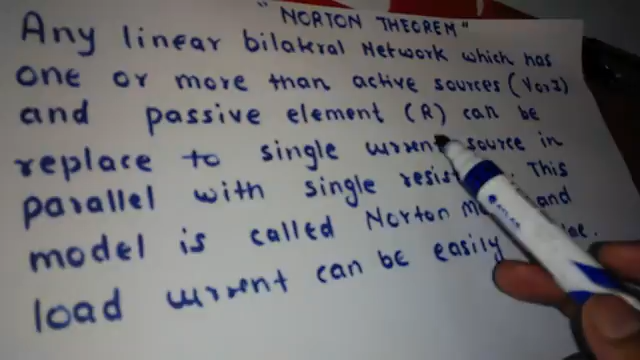 "NORTON THEOREM"
Any linear bilateral Network which has
one or more than active sources (V or I)
and passive element (R) can be
replace to single current source in
parallel with single This
model is called Norton and
load current can be easily